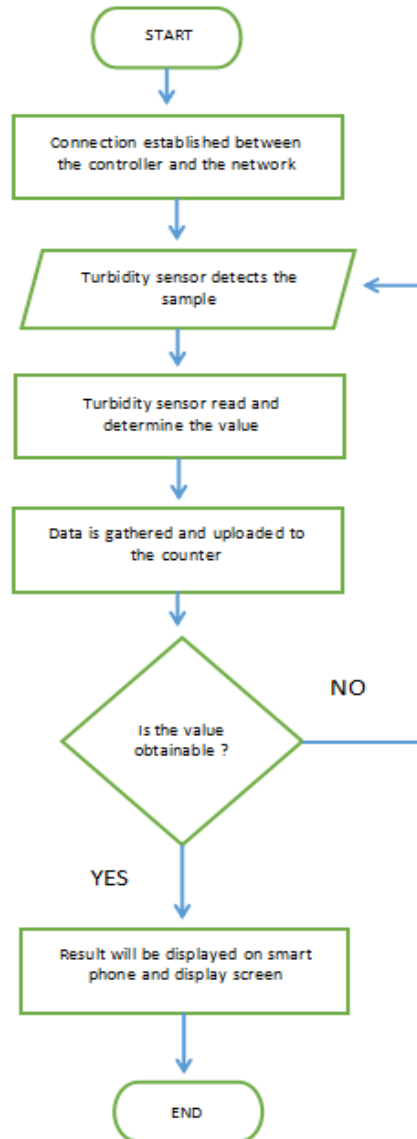 START
Connection established between
the controller and the network
Turbidity sensor detects the
sample
Turbidity sensor read and
determine the value
Data is gathered and uploaded to
the counter
Is the value
obtainable ?
NO
YES
Result will be displayed on smart
phone and display screen
END